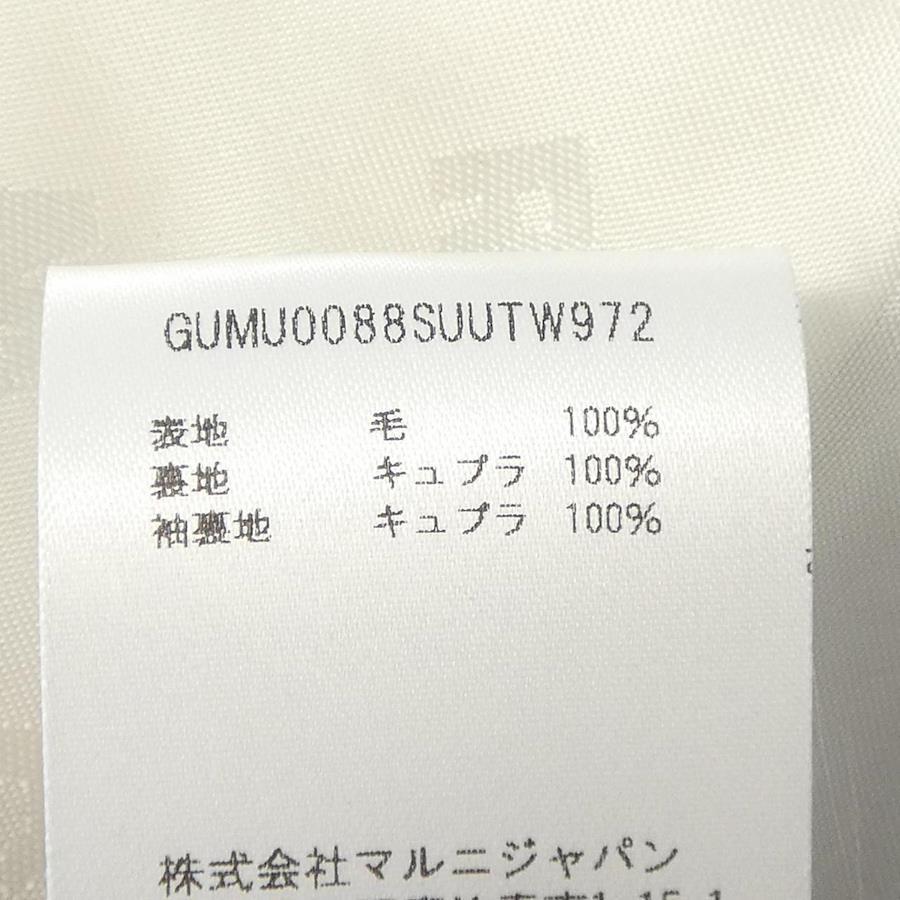 GUMU0088SUUTW972
表地 毛 100%
裏地 キュプラ 100%
袖裏地 キュプラ 100%
株式会社マルニジャパン